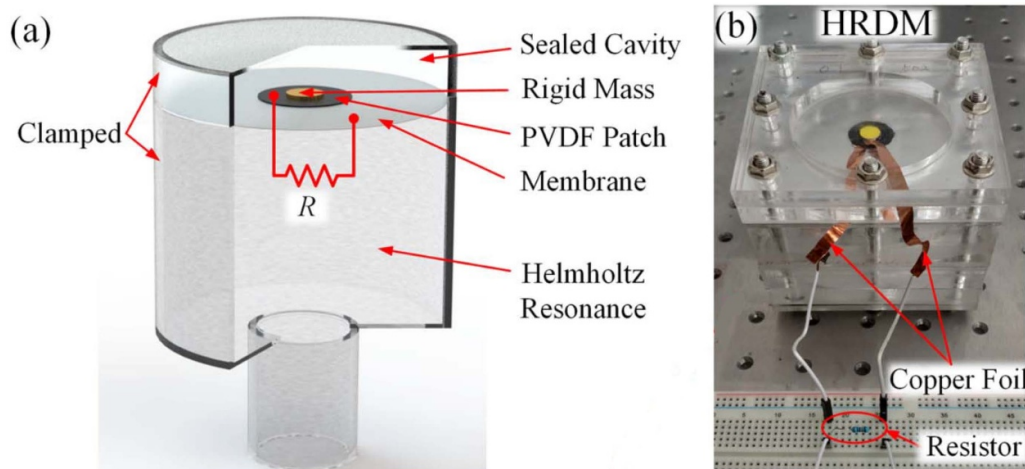 (a)
Sealed Cavity
Rigid Mass
PVDF Patch
Membrane
Clamped
R
Helmholtz
Resonance
(b)
HRDM
Copper Foil
Resistor